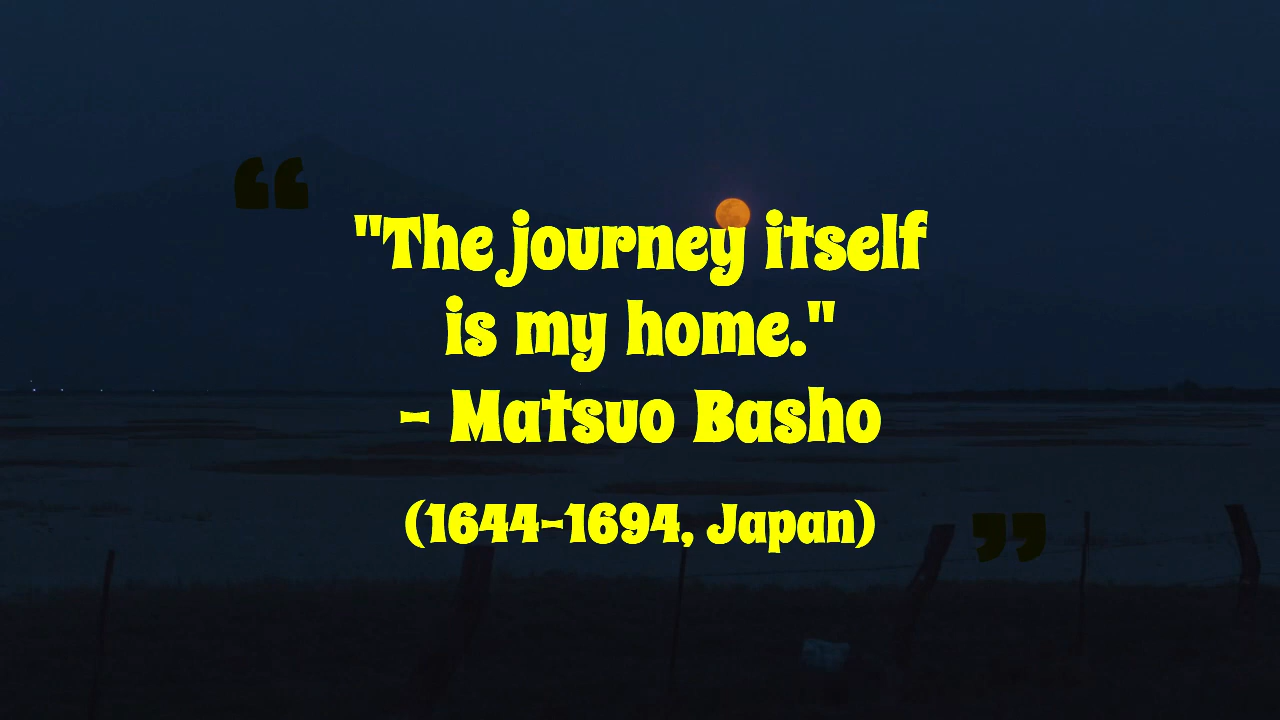 "The journey itself
is my home."
- Matsuo Basho
(1644-1694, Japan)